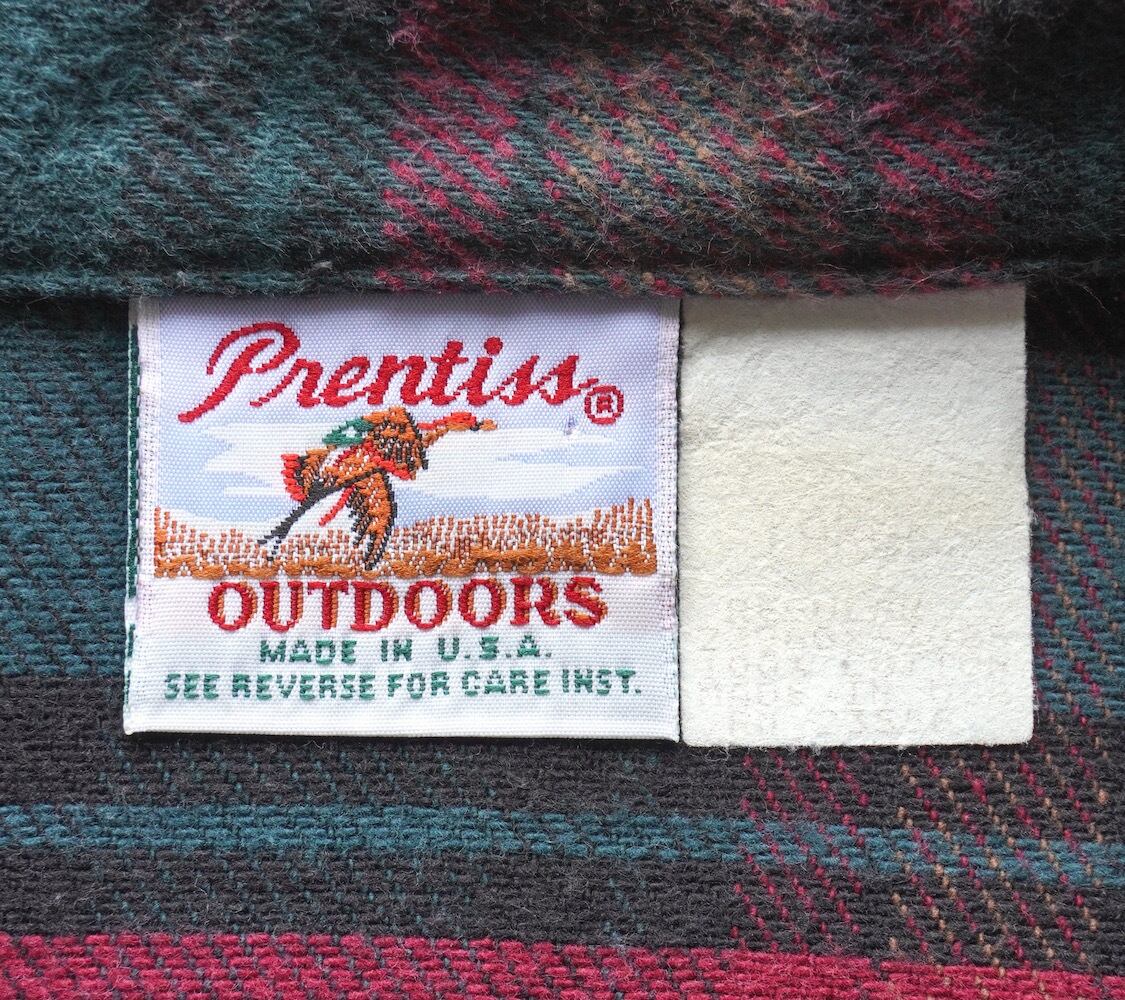 Prentiss®
OUTDOORS
MADE IN U.S.A.
SEE REVERSE FOR CARE INST.